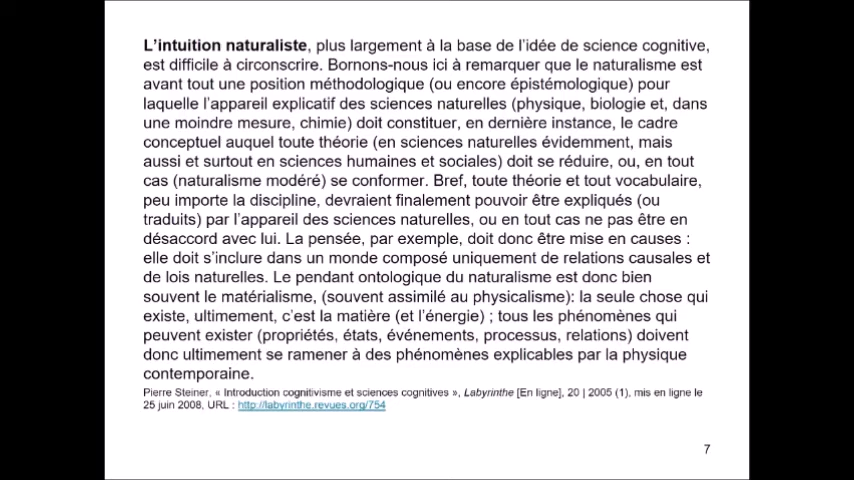 L’intuition naturaliste, plus largement à la base de l’idée de science cognitive,
est difficile à circonscrire. Bornons-nous ici à remarquer que le naturalisme est
avant tout une position méthodologique (ou encore épistémologique) pour
laquelle l’appareil explicatif des sciences naturelles (physique, biologie et, dans
une moindre mesure, chimie) doit constituer, en dernière instance, le cadre
conceptuel auquel toute théorie (en sciences naturelles évidemment, mais
aussi et surtout en sciences humaines et sociales) doit se réduire, ou, en tout
cas (naturalisme modéré) se conformer. Bref, toute théorie et tout vocabulaire,
peu importe la discipline, devraient finalement pouvoir être expliqués (ou
traduits) par l’appareil des sciences naturelles, ou en tout cas ne pas être en
désaccord avec lui. La pensée, par exemple, doit donc être mise en causes :
elle doit s’inclure dans un monde composé uniquement de relations causales et
de lois naturelles. Le pendant ontologique du naturalisme est donc bien
souvent le matérialisme, (souvent assimilé au physicalisme): la seule chose qui
existe, ultimement, c’est la matière (et l’énergie) ; tous les phénomènes qui
peuvent exister (propriétés, états, événements, processus, relations) doivent
donc ultimement se ramener à des phénomènes explicables par la physique
contemporaine.
Pierre Steiner, « Introduction cognitivisme et sciences cognitives », Labyrinthe [En ligne], 20 | 2005 (1), mis en ligne le
25 juin 2008, URL : http://labyrinthe.revues.org/754
7